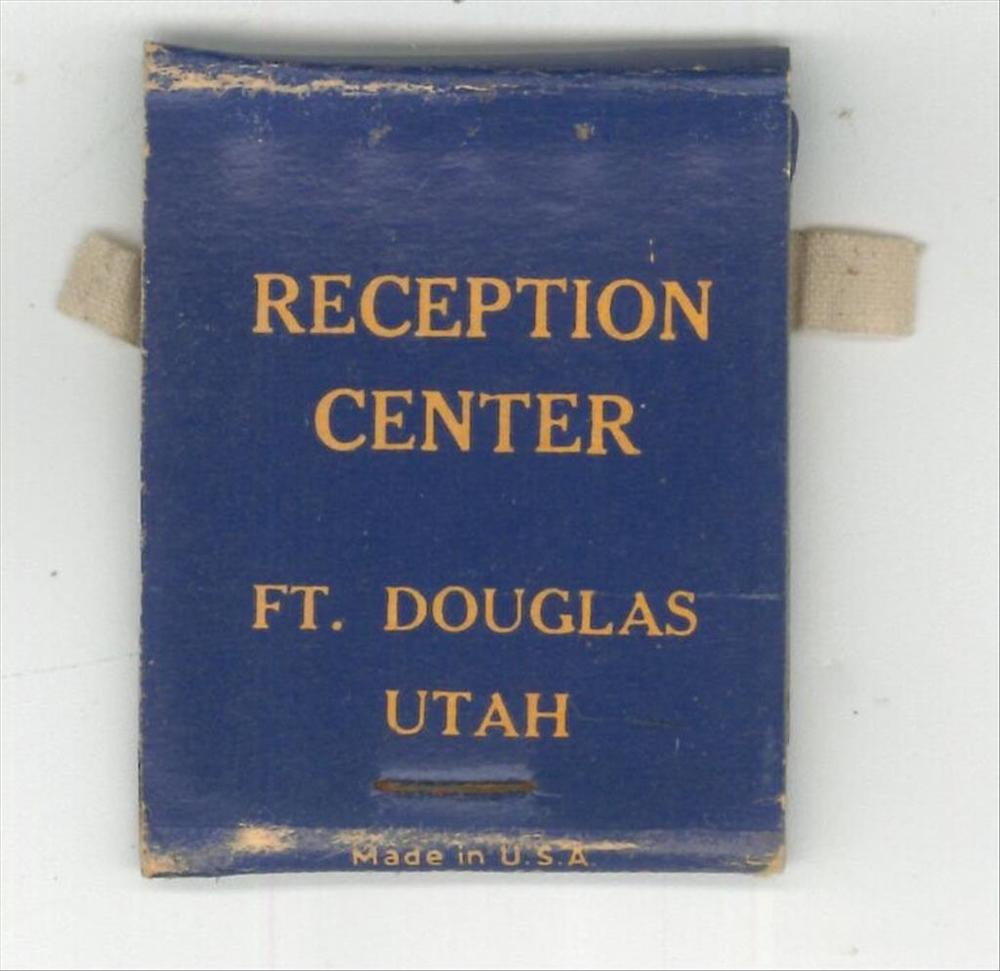 RECEPTION
CENTER
FT. DOUGLAS
UTAH
Made in U.S.A.